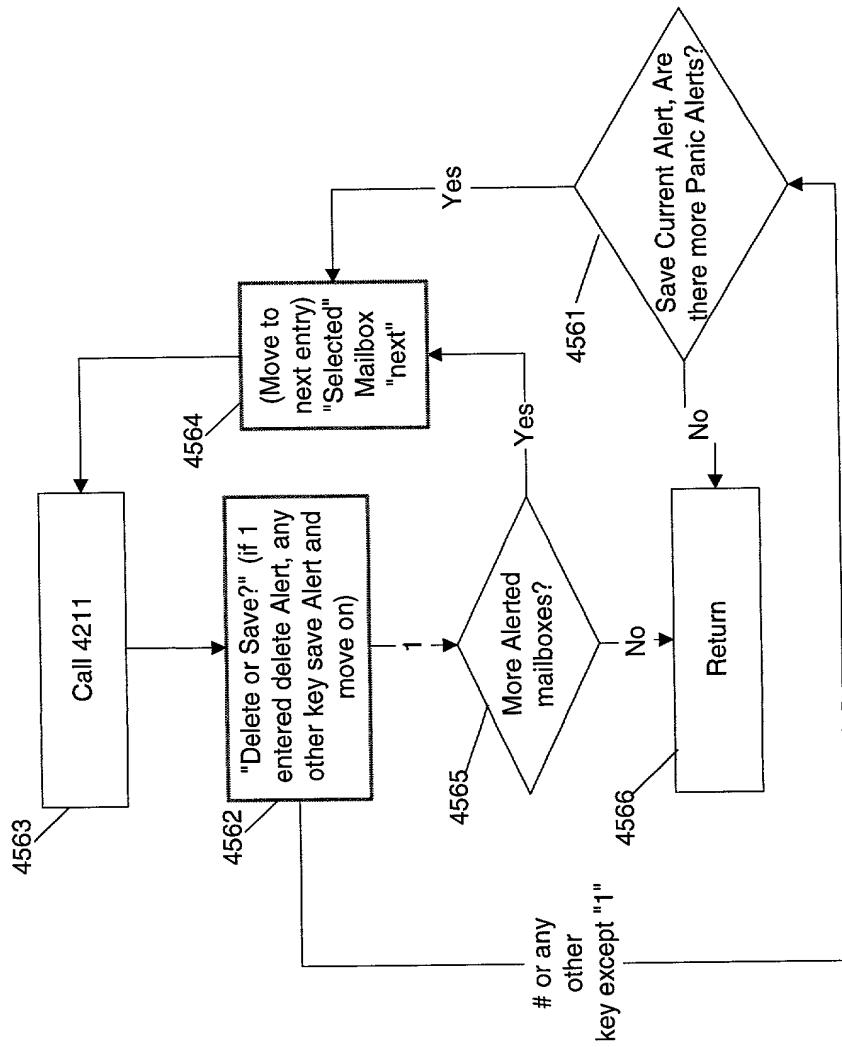 4563
Call 4211
4562
"Delete or Save?" (if 1
entered delete Alert, any
other key save Alert and
move on)
4564
(Move to
next entry)
"Selected"
Mailbox
"next"
1
4565
More Alerted
mailboxes?
Yes
No
4566
Return
# or any
other
key except "1"
4561
Save Current Alert, Are
there more Panic Alerts?
Yes
No